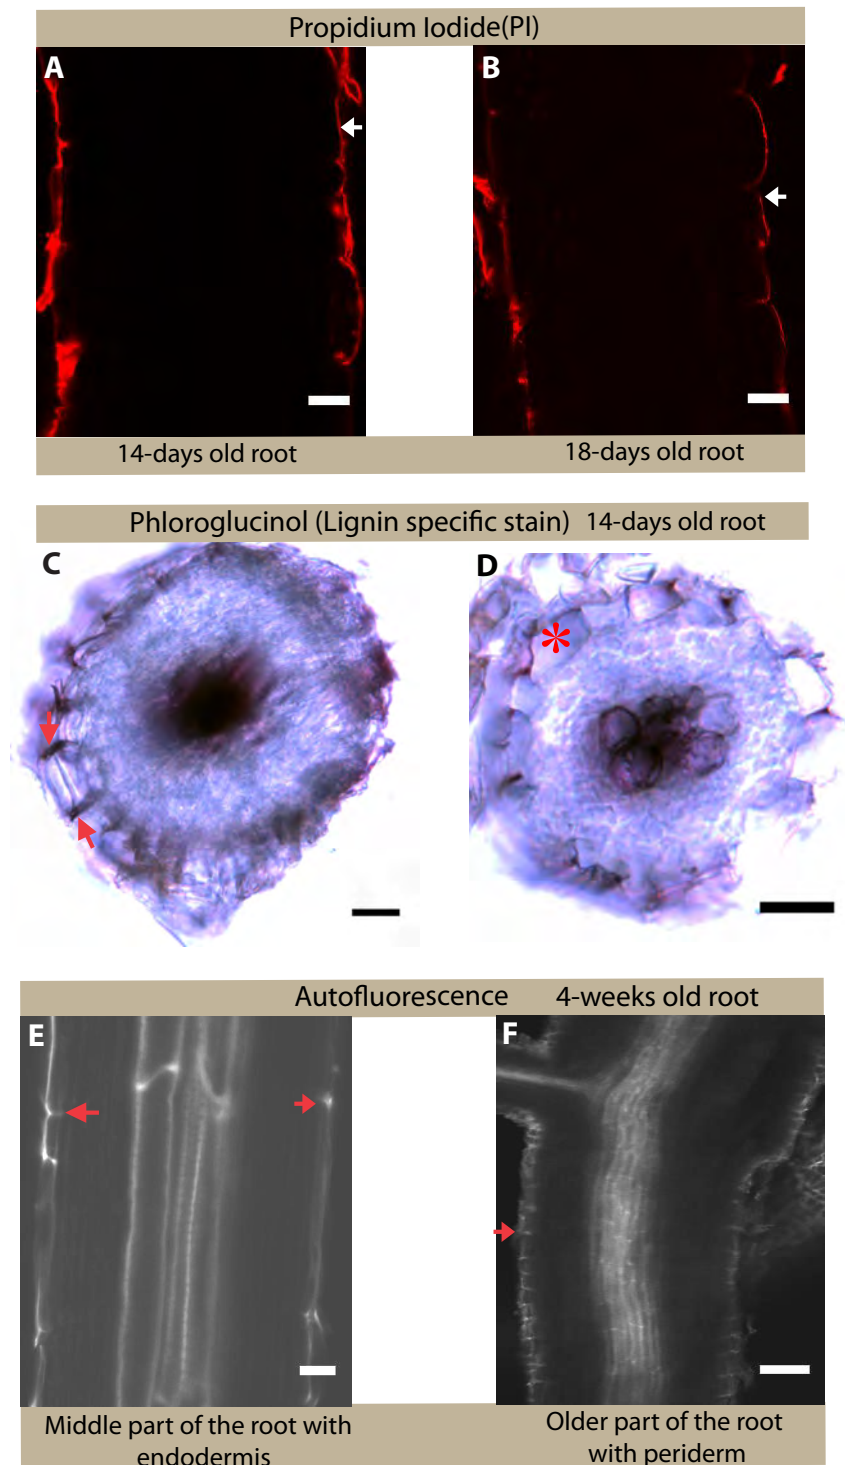 Propidium Iodide(PI)
A
B
14-days old root
18-days old root
Phloroglucinol (Lignin specific stain) 14-days old root
C
D
*
Autofluorescence 4-weeks old root
E
F
Middle part of the root with
endodermis
Older part of the root
with periderm